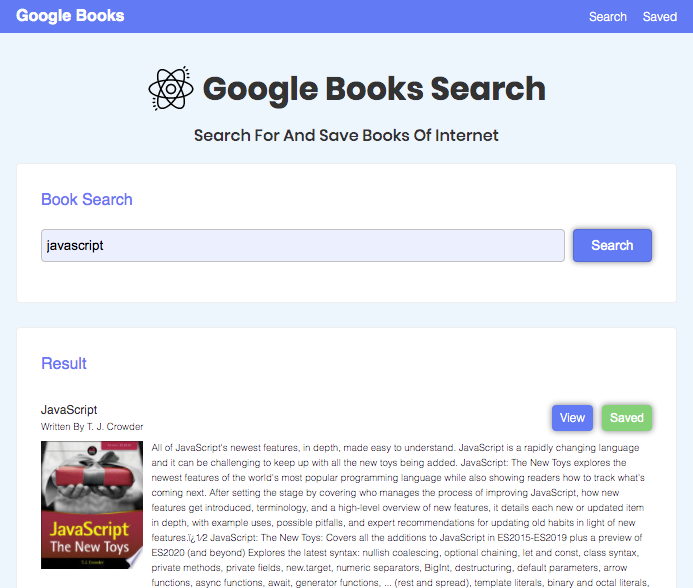 Google Books
Search
Saved
Google Books Search
Search For And Save Books Of Internet
Book Search
javascript
Search
Result
JavaScript
View
Saved
Written By T. J. Crowder
JavaScript
The New Toys
T.J. Crowder
All of JavaScript's newest features, in depth, made easy to understand. JavaScript is a rapidly changing language
and it can be challenging to keep up with all the new toys being added. JavaScript: The New Toys explores the
newest features of the world's most popular programming language while also showing readers how to track what's
coming next. After setting the stage by covering who manages the process of improving JavaScript, how new
features get introduced, terminology, and a high-level overview of new features, it details each new or updated item
in depth, with example uses, possible pitfalls, and expert recommendations for updating old habits in light of new
features.ï¿1⁄2 JavaScript: The New Toys: Covers all the additions to JavaScript in ES2015-ES2019 plus a preview of
ES2020 (and beyond) Explores the latest syntax: nullish coalescing, optional chaining, let and const, class syntax,
private methods, private fields, new.target, numeric separators, BigInt, destructuring, default parameters, arrow
functions, async functions, await, generator functions, ... (rest and spread), template literals, binary and octal literals,